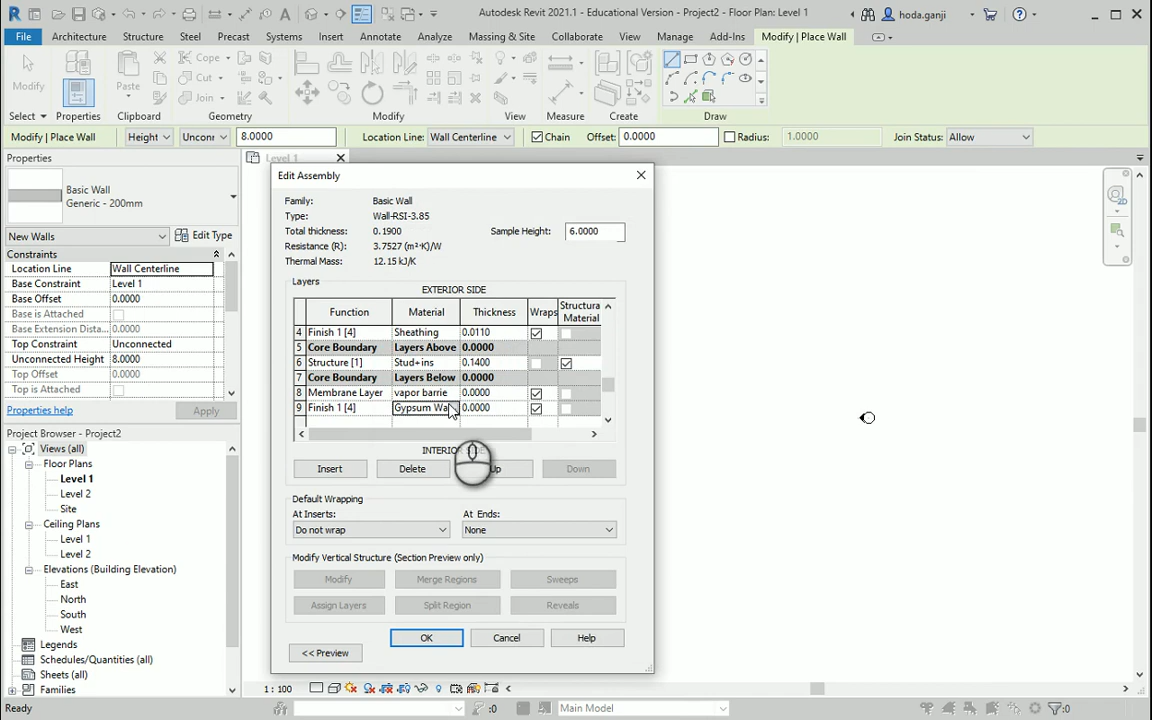 Autodesk Revit 2021.1 - Educational Version - Project2 - Floor Plan: Level 1
hoda.ganji
File Architecture Structure Steel Precast Systems Insert Annotate Analyze Massing & Site Collaborate View Manage Add-Ins Modify | Place Wall
Cope
Cut
Join
Modify
Paste
Select Properties Clipboard Geometry Modify View Measure Create Draw
Modify | Place Wall Height Uncon 8.0000 Location Line: Wall Centerline Chain Offset: 0.0000 Radius: 1.0000 Join Status: Allow
Properties
Basic Wall
Generic - 200mm
New Walls Edit Type
Constraints
Location Line Wall Centerline
Base Constraint Level 1
Base Offset 0.0000
Base is Attached
Base Extension Dista...
Top Constraint Unconnected
Unconnected Height 8.0000
Top Offset 0.0000
Top is Attached
Properties help Apply
Project Browser - Project2
Views (all)
Floor Plans
Level 1
Level 2
Site
Ceiling Plans
Level 1
Level 2
Elevations (Building Elevation)
East
North
South
West
Legends
Schedules/Quantities (all)
Sheets (all)
Families
Level 1
Edit Assembly
Family: Basic Wall
Type: Wall-RSI-3.85
Total thickness: 0.1900 Sample Height: 6.0000
Resistance (R): 3.7527 (m²·K)/W
Thermal Mass: 12.15 kJ/K
Layers
EXTERIOR SIDE
Function Material Thickness Wraps Structura Material
4 Finish 1 [4] Sheathing 0.0110
5 Core Boundary Layers Above 0.0000
6 Structure [1] Stud+ins 0.1400
7 Core Boundary Layers Below 0.0000
8 Membrane Layer vapor barrie 0.0000
9 Finish 1 [4] Gypsum Wa 0.0000
INTERIOR SIDE
Insert Delete Up Down
Default Wrapping
At Inserts: At Ends:
Do not wrap None
Modify Vertical Structure (Section Preview only)
Modify Merge Regions Sweeps
Assign Layers Split Region Reveals
OK Cancel Help
<< Preview
1 : 100
Ready :0 Main Model :0